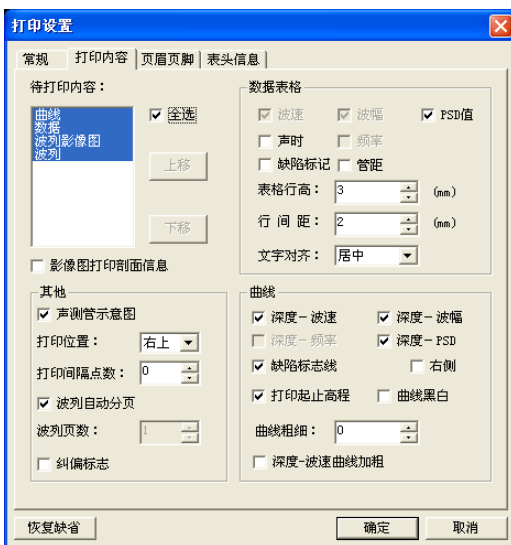 打印设置
常规 打印内容 页眉页脚 表头信息
待打印内容：
曲线
数据
波列影像图
波列
全选
上移
下移
影像图打印剖面信息
数据表格
波速 波幅 PSD值
声时 频率
缺陷标记 管距
表格行高： 3 (mm)
行 间 距： 2 (mm)
文字对齐： 居中
其他
声测管示意图
打印位置： 右上
打印间隔点数： 0
波列自动分页
波列页数： 1
纠偏标志
曲线
深度-波速 深度-波幅
深度-频率 深度-PSD
缺陷标志线 右侧
打印起止高程 曲线黑白
曲线粗细： 0
深度-波速曲线加粗
恢复缺省 确定 取消